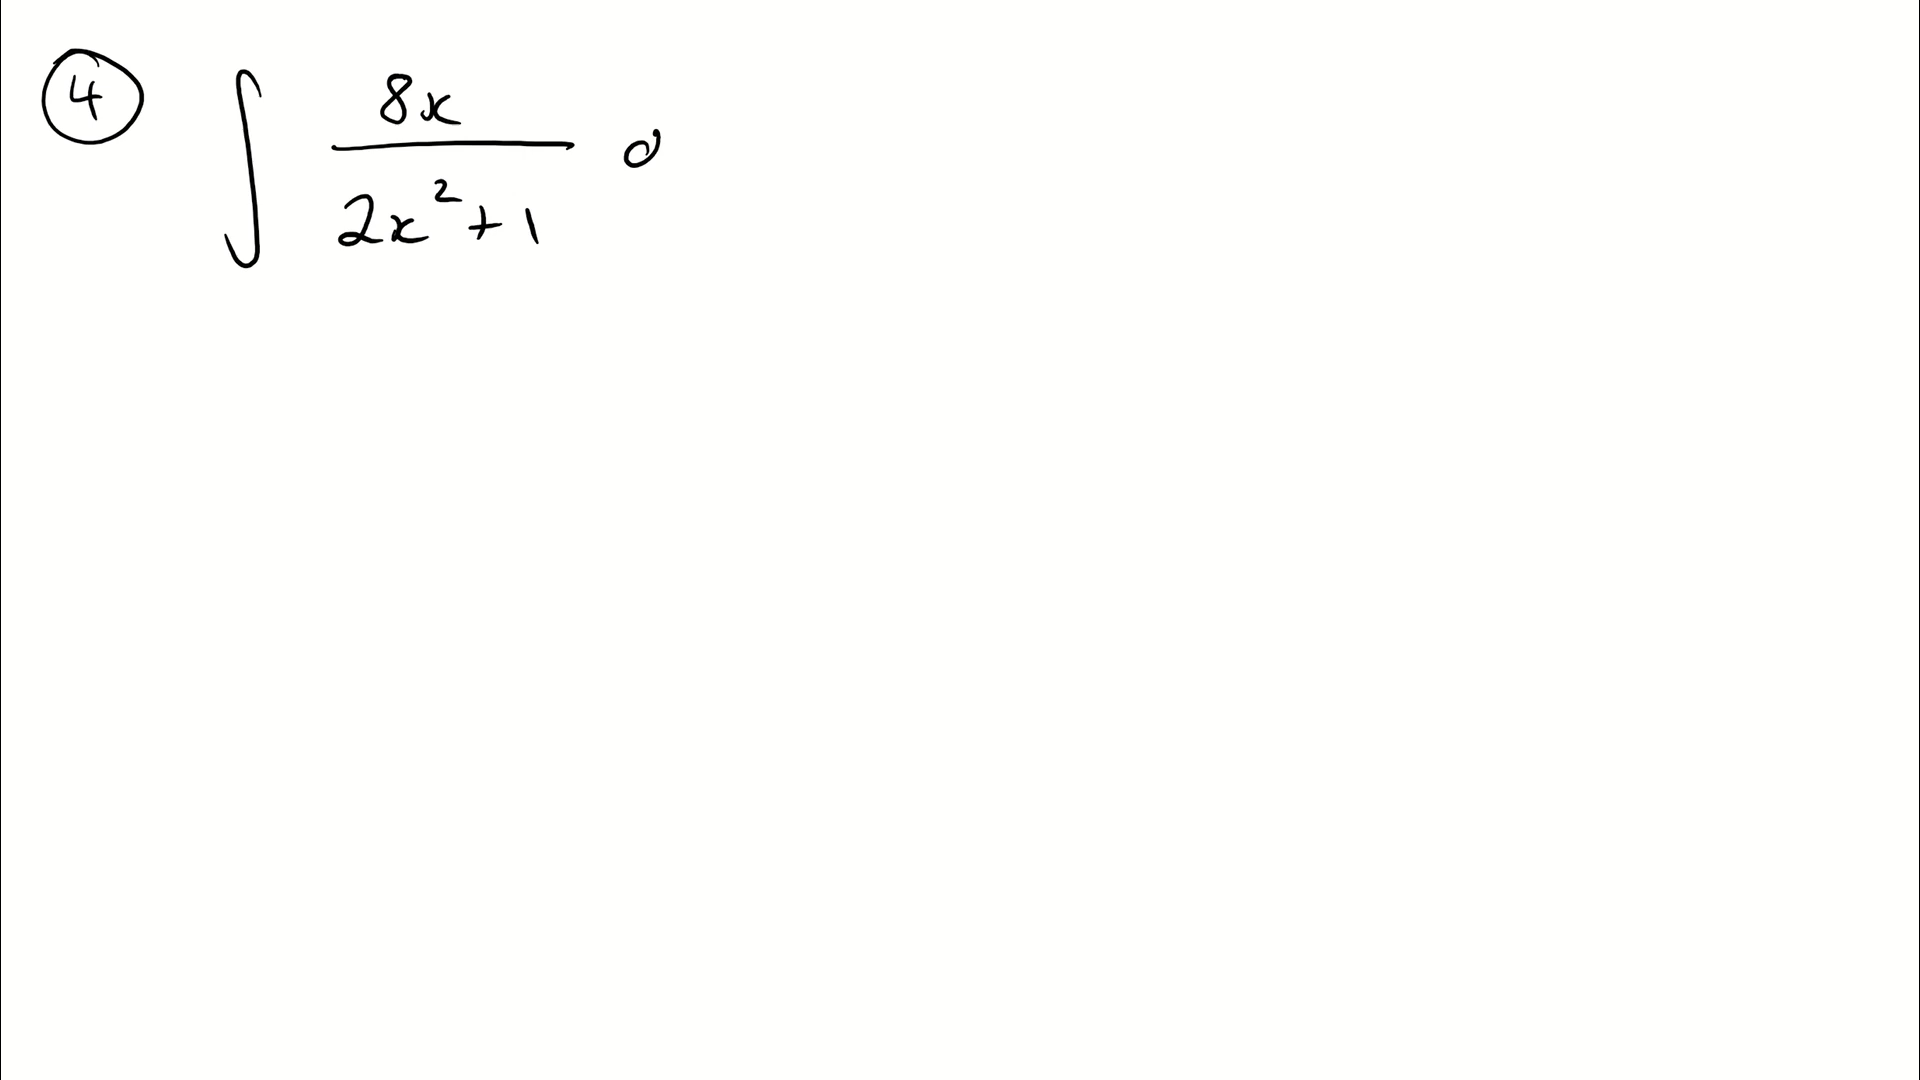 ④ ∫ 8x / (2x² + 1)